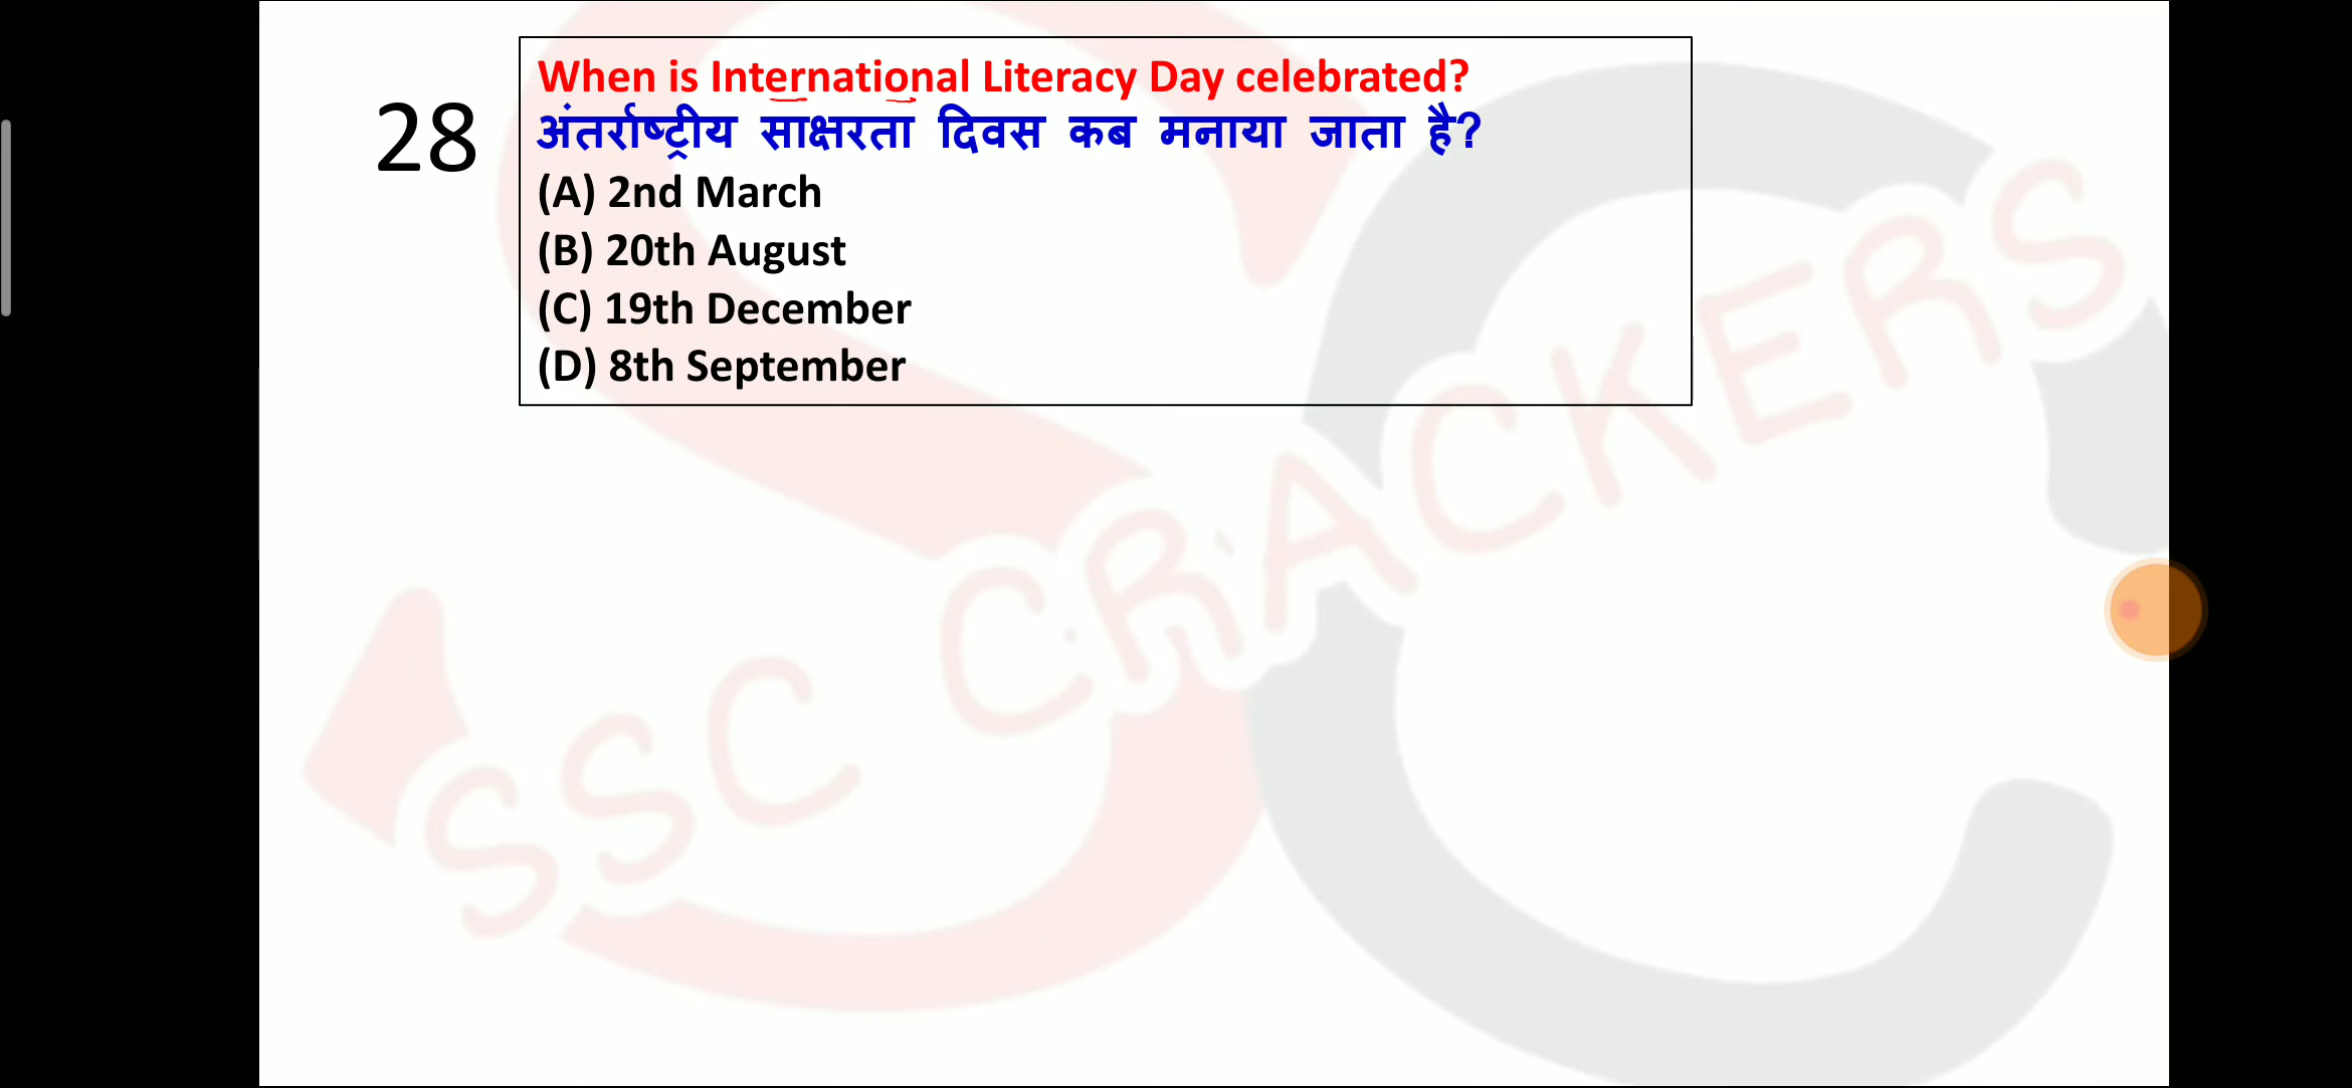 28
When is International Literacy Day celebrated?
अंतर्राष्ट्रीय साक्षरता दिवस कब मनाया जाता है?
(A) 2nd March
(B) 20th August
(C) 19th December
(D) 8th September
SSC CRACKERS